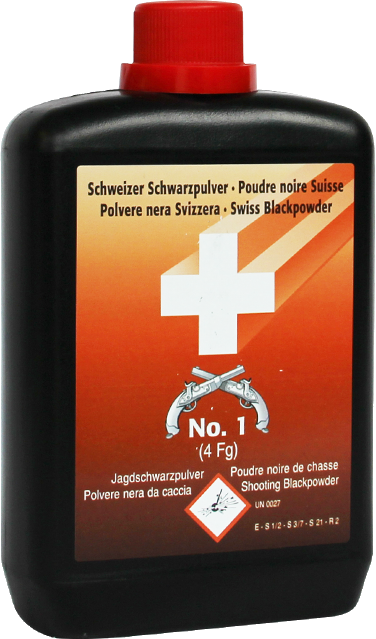 Schweizer Schwarzpulver · Poudre noire Suisse
Polvere nera Svizzera · Swiss Blackpowder
No. 1
(4 Fg)
Jagdschwarzpulver
Polvere nera da caccia
Poudre noire de chasse
Shooting Blackpowder
UN 0027
E - S 1/2 - S 3/7 - S 21 - R 2